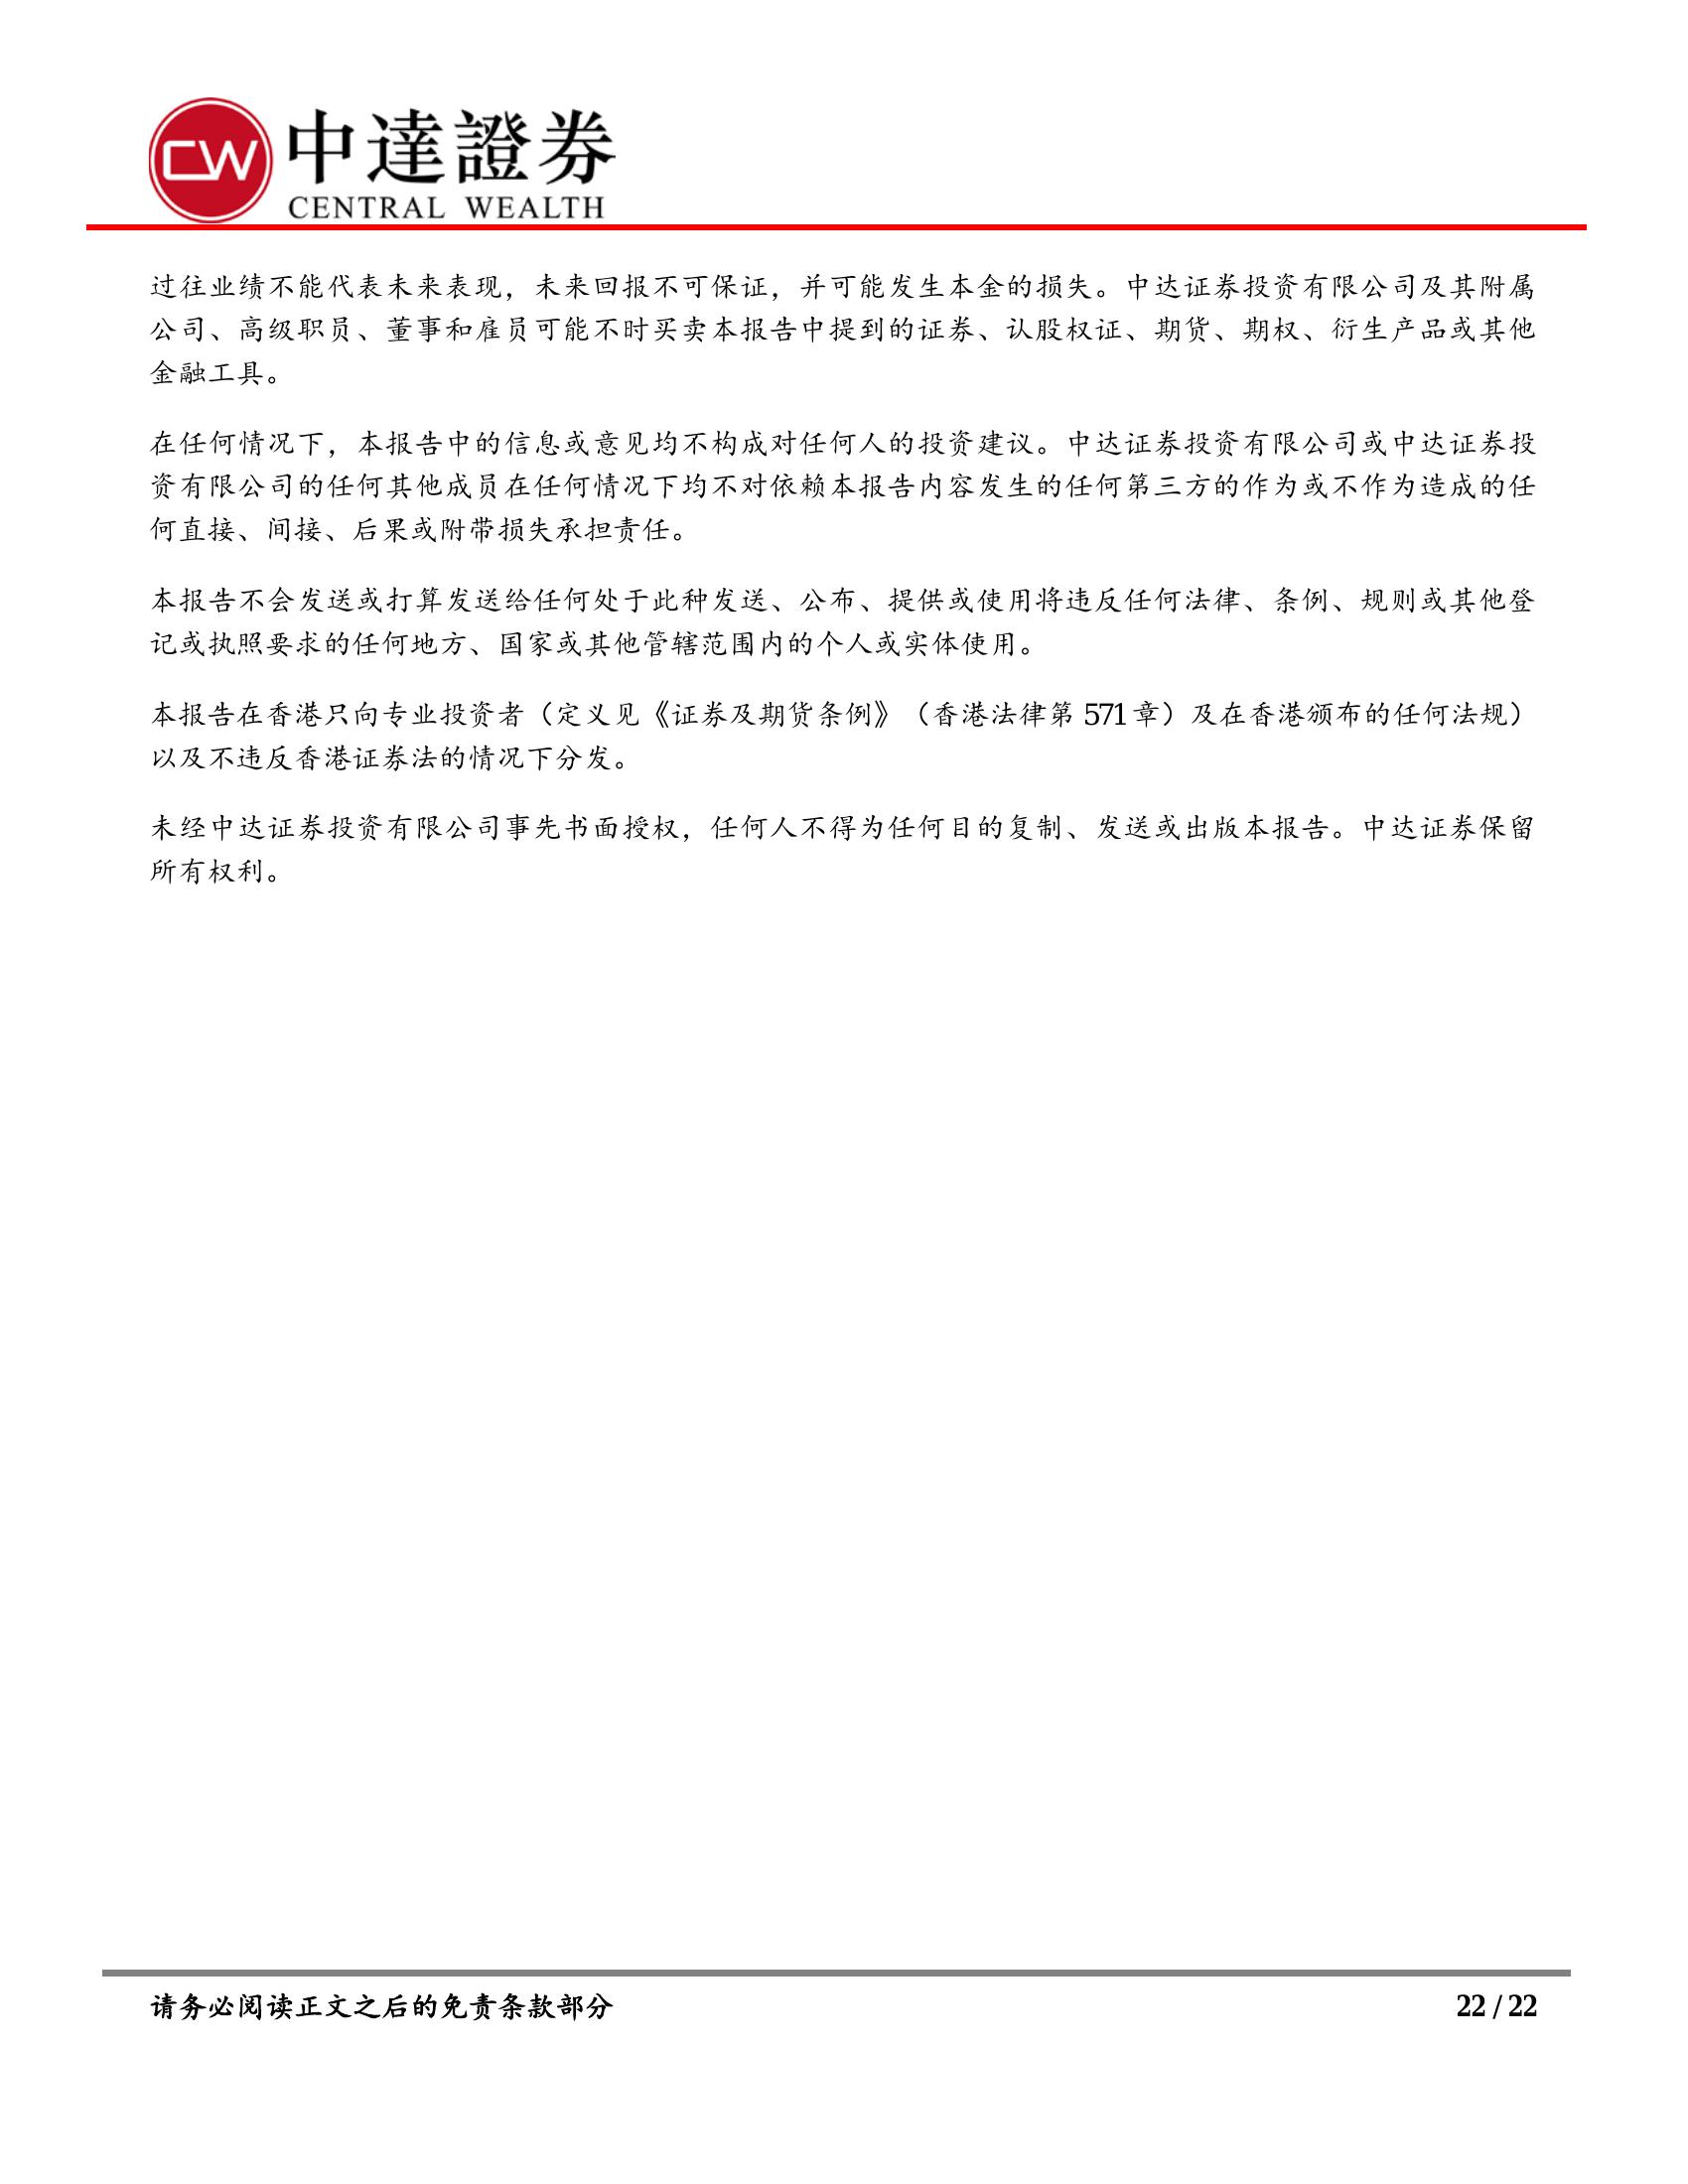 CW 中達證券
CENTRAL WEALTH
过往业绩不能代表未来表现，未来回报不可保证，并可能发生本金的损失。中达证券投资有限公司及其附属
公司、高级职员、董事和雇员可能不时买卖本报告中提到的证券、认股权证、期货、期权、衍生产品或其他
金融工具。
在任何情况下，本报告中的信息或意见均不构成对任何人的投资建议。中达证券投资有限公司或中达证券投
资有限公司的任何其他成员在任何情况下均不对依赖本报告内容发生的任何第三方的作为或不作为造成的任
何直接、间接、后果或附带损失承担责任。
本报告不会发送或打算发送给任何处于此种发送、公布、提供或使用将违反任何法律、条例、规则或其他登
记或执照要求的任何地方、国家或其他管辖范围内的个人或实体使用。
本报告在香港只向专业投资者（定义见《证券及期货条例》（香港法律第 571 章）及在香港颁布的任何法规）
以及不违反香港证券法的情况下分发。
未经中达证券投资有限公司事先书面授权，任何人不得为任何目的复制、发送或出版本报告。中达证券保留
所有权利。
请务必阅读正文之后的免责条款部分 22 / 22